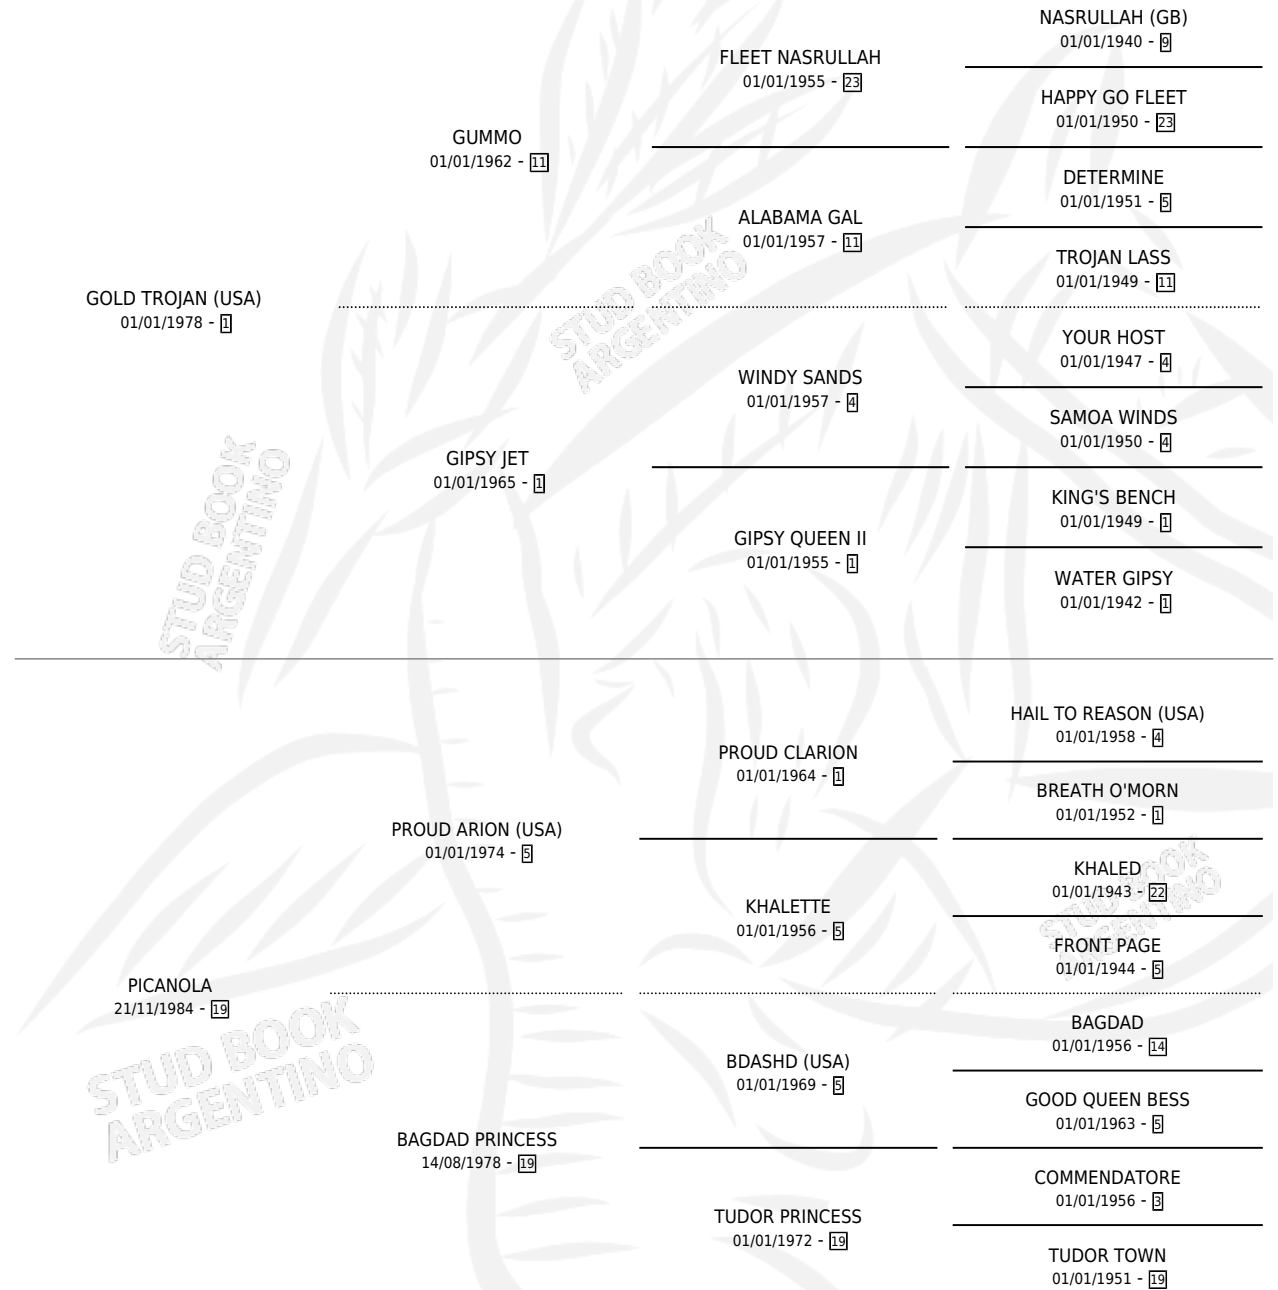 NASRULLAH (GB)
01/01/1940 - 9
FLEET NASRULLAH
01/01/1955 - 23
HAPPY GO FLEET
01/01/1950 - 23
GUMMO
01/01/1962 - 11
DETERMINE
01/01/1951 - 5
ALABAMA GAL
01/01/1957 - 11
TROJAN LASS
01/01/1949 - 11
GOLD TROJAN (USA)
01/01/1978 - 1
YOUR HOST
01/01/1947 - 4
WINDY SANDS
01/01/1957 - 4
SAMOA WINDS
01/01/1950 - 4
GIPSY JET
01/01/1965 - 1
KING'S BENCH
01/01/1949 - 1
GIPSY QUEEN II
01/01/1955 - 1
WATER GIPSY
01/01/1942 - 1
HAIL TO REASON (USA)
01/01/1958 - 4
PROUD CLARION
01/01/1964 - 1
BREATH O'MORN
01/01/1952 - 1
PROUD ARION (USA)
01/01/1974 - 5
KHALED
01/01/1943 - 22
KHALETTE
01/01/1956 - 5
FRONT PAGE
01/01/1944 - 5
PICANOLA
21/11/1984 - 19
BAGDAD
01/01/1956 - 14
BDASHD (USA)
01/01/1969 - 5
GOOD QUEEN BESS
01/01/1963 - 5
BAGDAD PRINCESS
14/08/1978 - 19
COMMENDATORE
01/01/1956 - 3
TUDOR PRINCESS
01/01/1972 - 19
TUDOR TOWN
01/01/1951 - 19
STUD BOOK
ARGENTINO
STUD BOOK
ARGENTINO
STUD BOOK
ARGENTINO
STUD BOOK
ARGENTINO